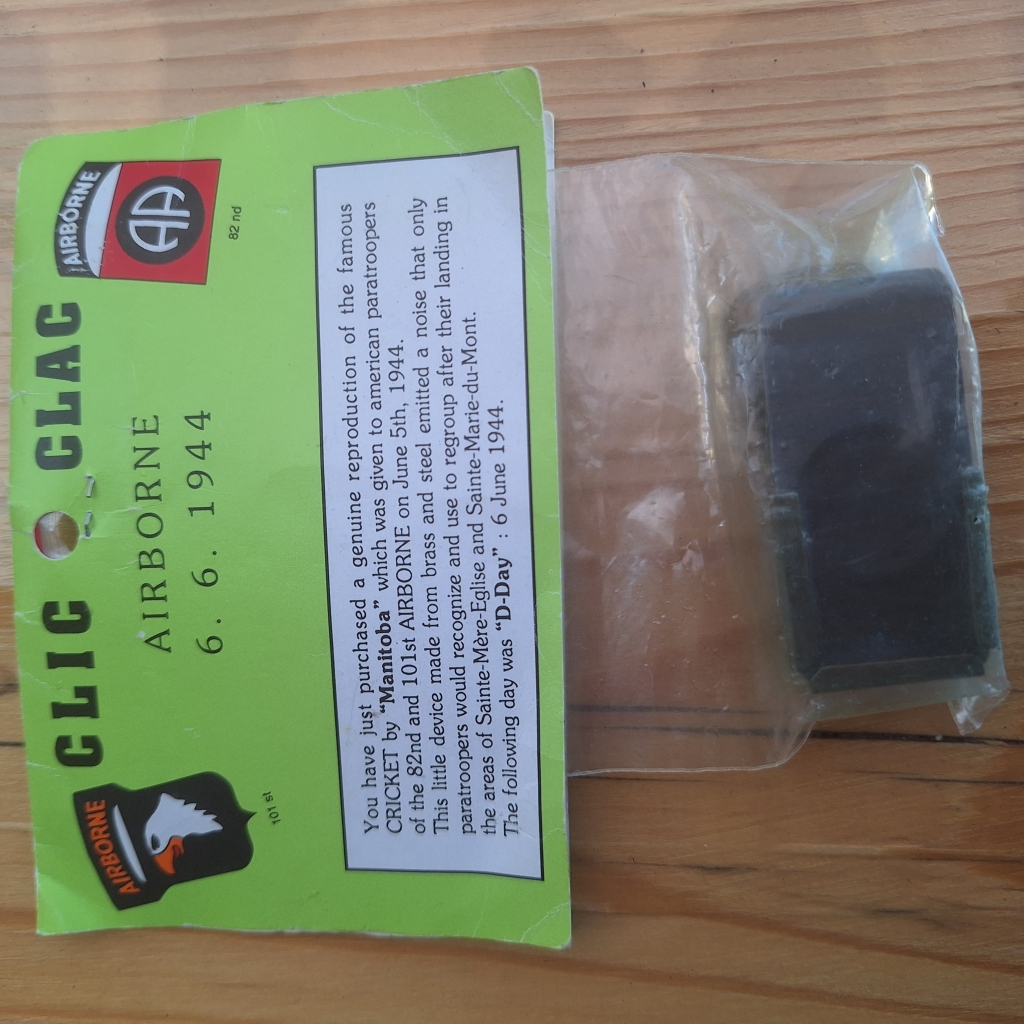 CLIC CLAC
AIRBORNE
AIRBORNE
AIRBORNE
AA
6. 6. 1944
101 st
82 nd
You have just purchased a genuine reproduction of the famous
CRICKET by "Manitoba" which was given to american paratroopers
of the 82nd and 101st AIRBORNE on June 5th, 1944.
This little device made from brass and steel emitted a noise that only
paratroopers would recognize and use to regroup after their landing in
the areas of Sainte-Mère-Eglise and Sainte-Marie-du-Mont.
The following day was "D-Day" : 6 June 1944.